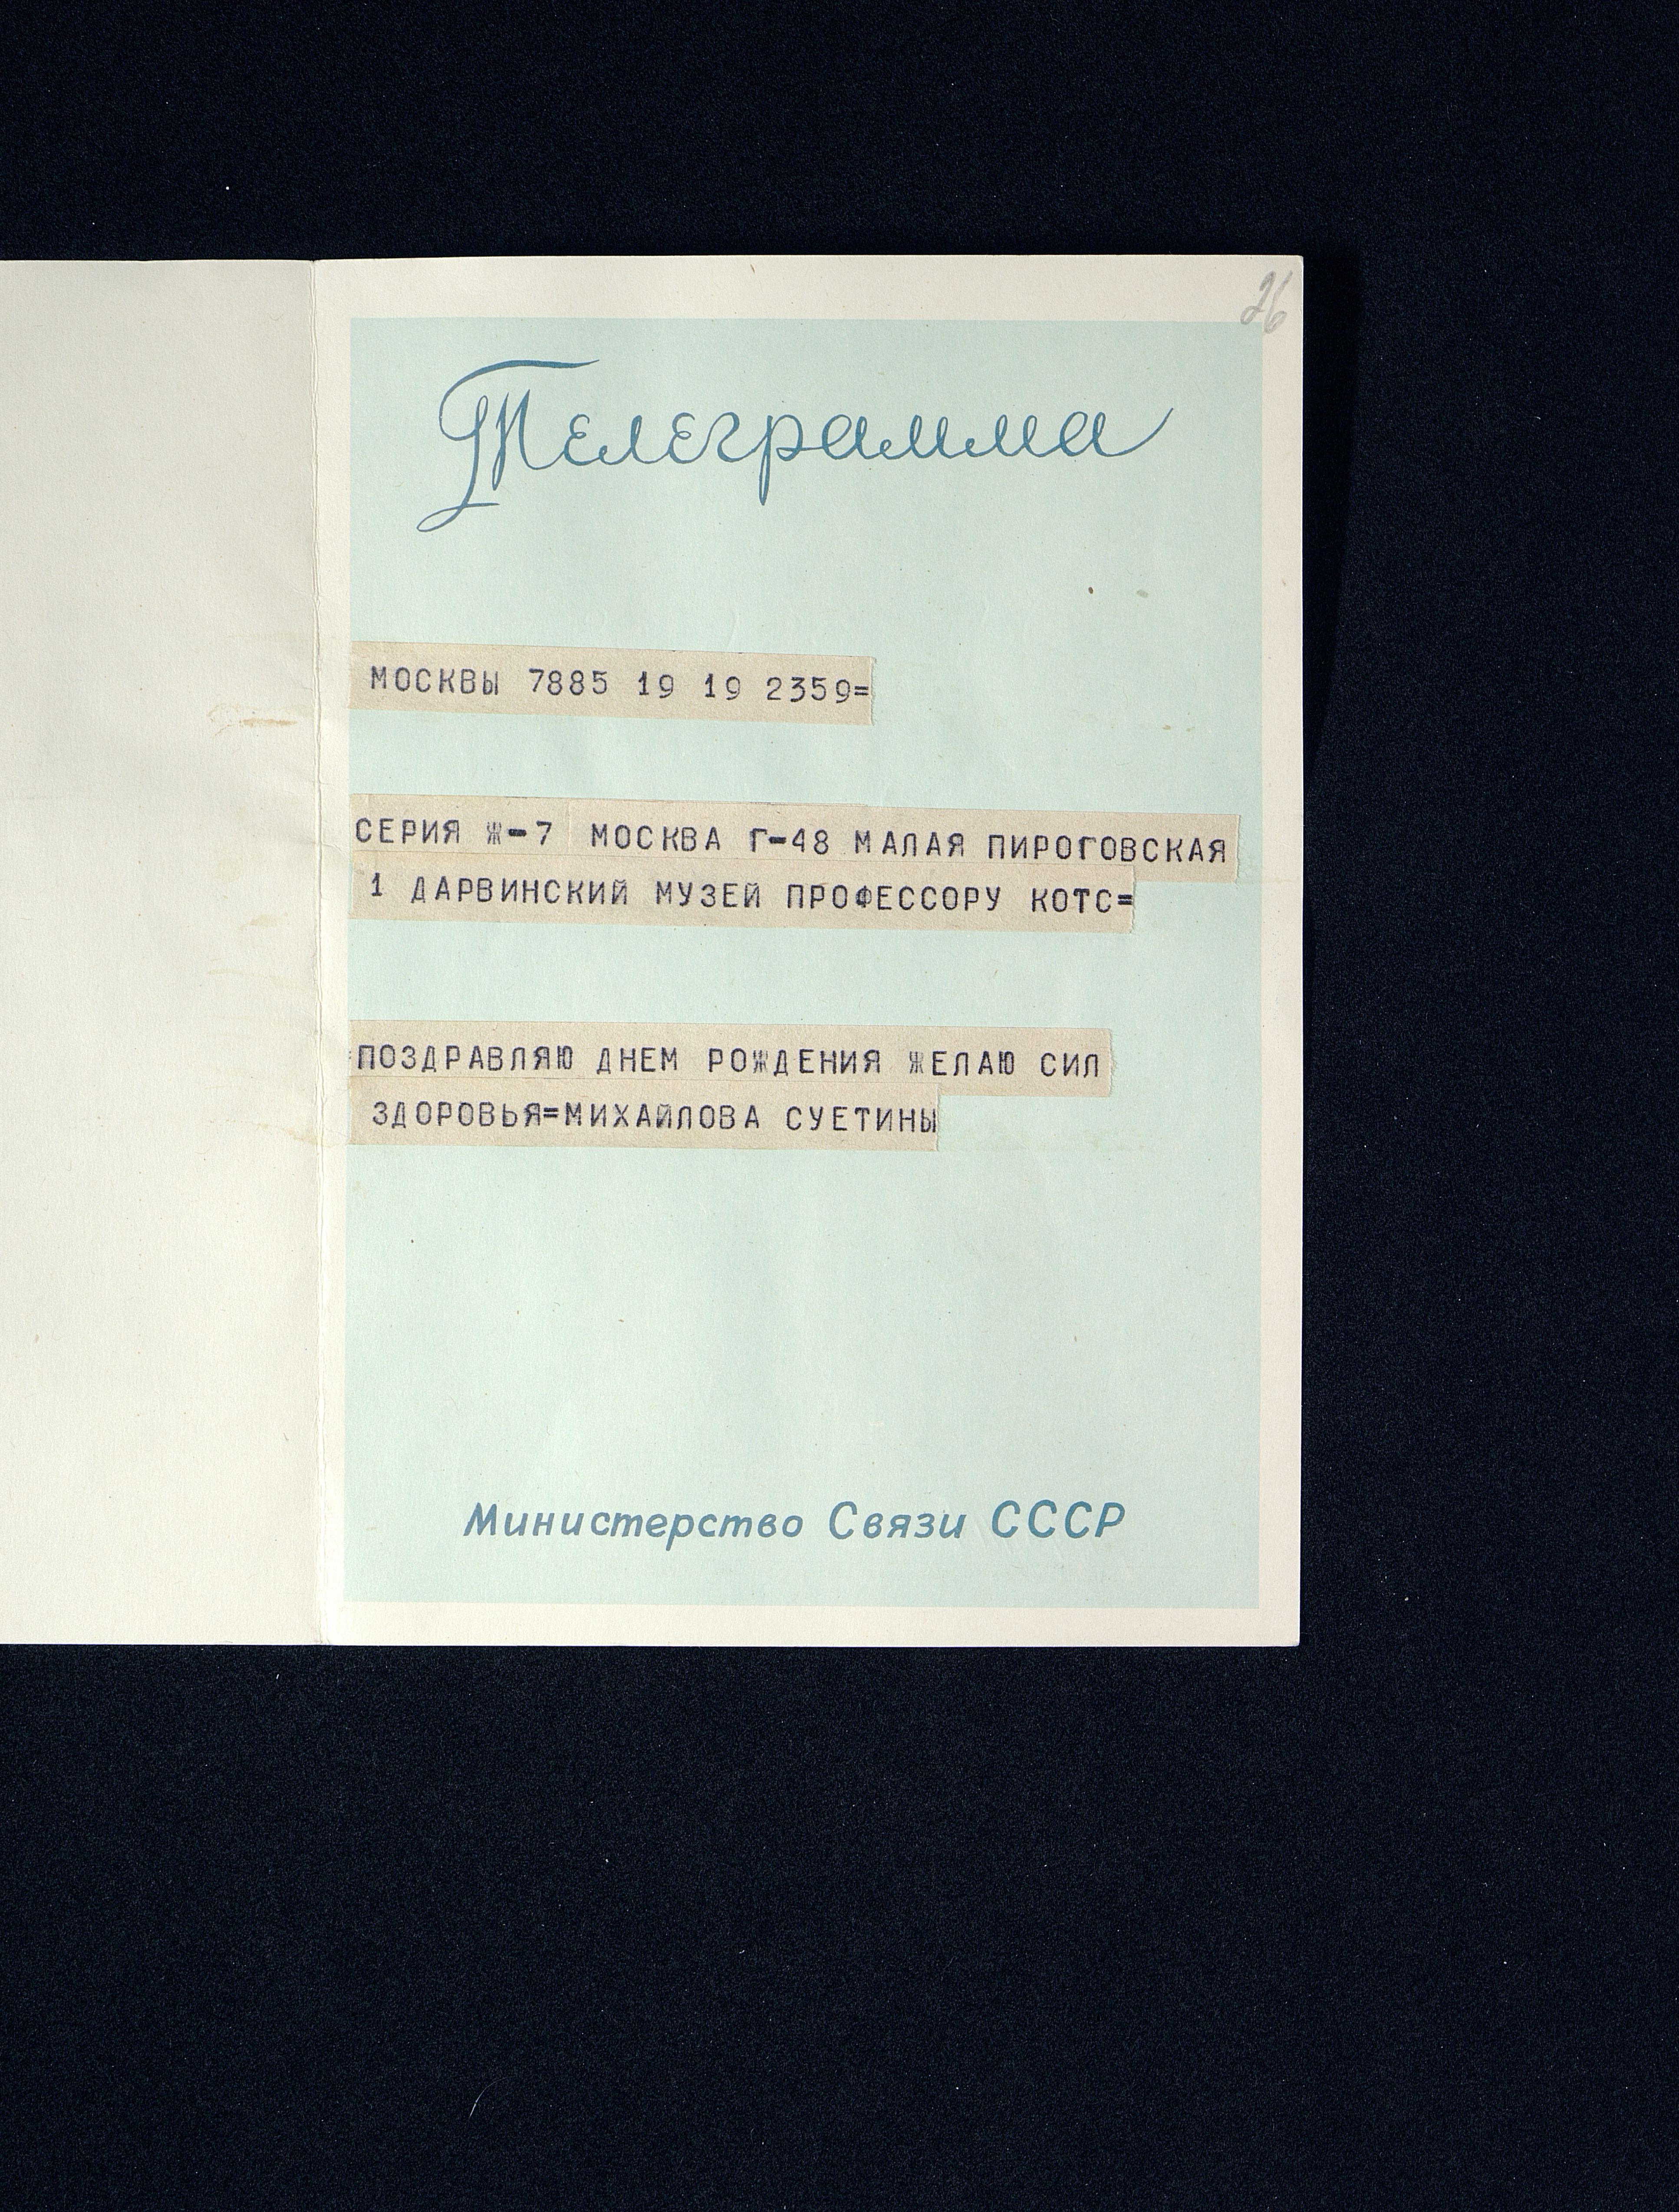 26
Телеграмма
МОСКВЫ 7885 19 19 2359=
СЕРИЯ Ж-7 МОСКВА Г-48 МАЛАЯ ПИРОГОВСКАЯ
1 ДАРВИНСКИЙ МУЗЕЙ ПРОФЕССОРУ КОТС=
ПОЗДРАВЛЯЮ ДНЕМ РОЖДЕНИЯ ЖЕЛАЮ СИЛ
ЗДОРОВЬЯ=МИХАЙЛОВА СУЕТИНЫ
Министерство Связи СССР